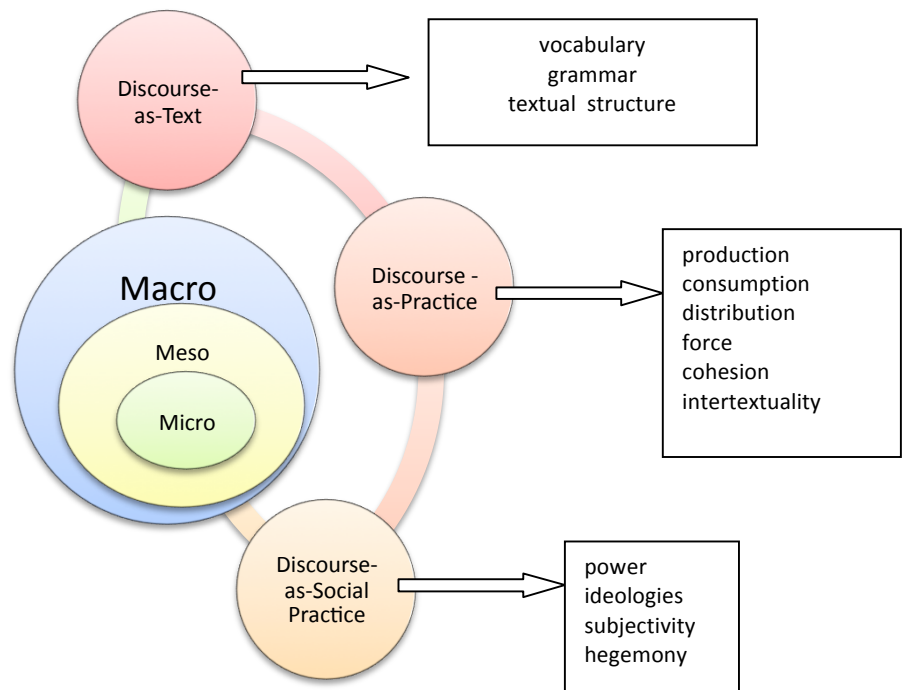 Discourse-
as-Text
vocabulary
grammar
textual structure
Discourse -
as-Practice
production
consumption
distribution
force
cohesion
intertextuality
Macro
Meso
Micro
Discourse-
as-Social
Practice
power
ideologies
subjectivity
hegemony